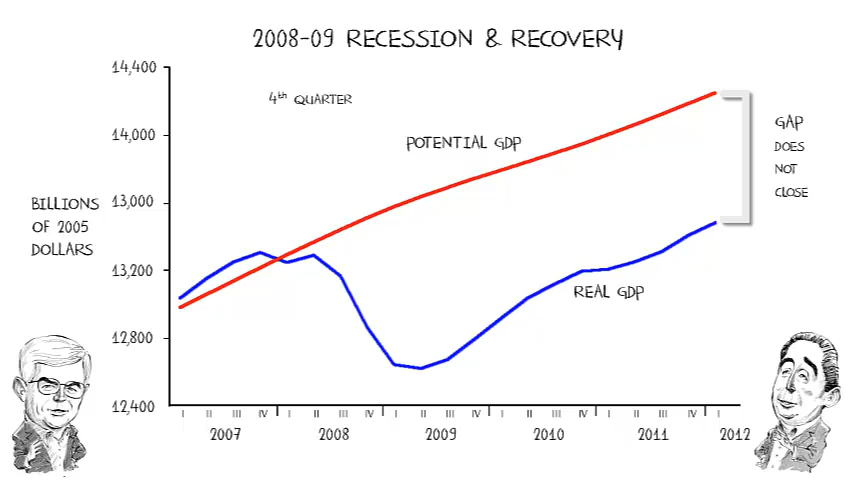 2008-09 RECESSION & RECOVERY
14,400
4th QUARTER
14,000
POTENTIAL GDP
GAP
DOES
NOT
CLOSE
13,000
BILLIONS
OF 2005
DOLLARS
13,200
REAL GDP
12,800
12,400
I II III IV I II III IV I II III IV I II III IV I II III IV I
2007 2008 2009 2010 2011 2012